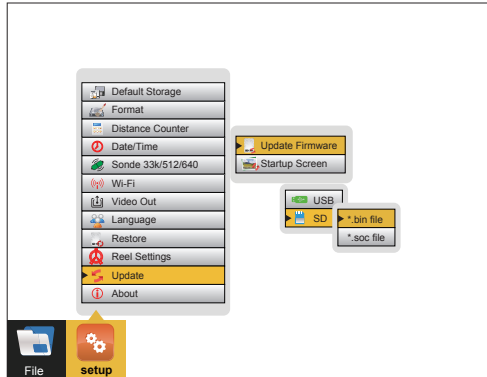 Default Storage
Format
Distance Counter
Date/Time
Sonde 33k/512/640
Wi-Fi
Video Out
Language
Restore
Reel Settings
Update
About
Update Firmware
Startup Screen
USB
SD
*.bin file
*.soc file
File
setup